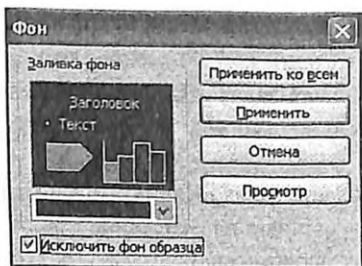 Фон
Заливка фона
Заголовок
• Текст
Применить ко всем
Применить
Отмена
Просмотр
Исключить фон образца